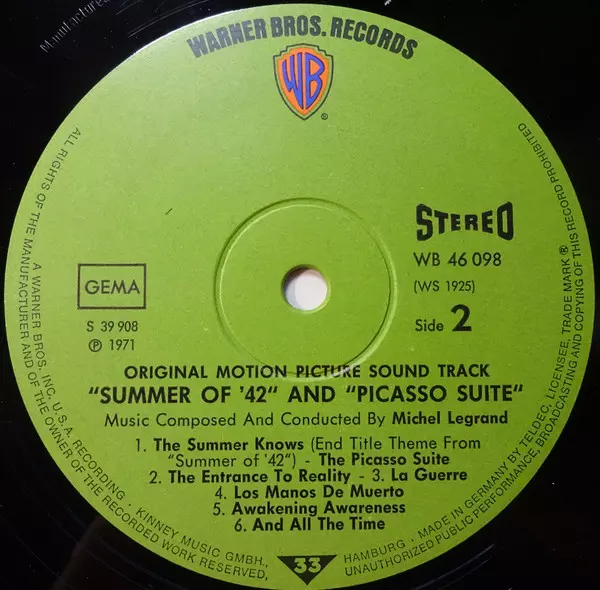 Manufactured
WARNER BROS. RECORDS
WB
®
STEREO
WB 46 098
(WS 1925)
Side 2
GEMA
S 39 908
Ⓟ 1971
ORIGINAL MOTION PICTURE SOUND TRACK
"SUMMER OF '42" AND "PICASSO SUITE"
Music Composed And Conducted By Michel Legrand
1. The Summer Knows (End Title Theme From
"Summer of '42") - The Picasso Suite
2. The Entrance To Reality - 3. La Guerre
4. Los Manos De Muerto
5. Awakening Awareness
6. And All The Time
33
ALL RIGHTS OF THE MANUFACTURER AND OF THE OWNER OF THE RECORDED WORK RESERVED,
A WARNER BROS. INC. U.S.A. RECORDING · KINNEY MUSIC GMBH.,
HAMBURG · MADE IN GERMANY BY TELDEC, LICENSEE, TRADE MARK ®
UNAUTHORIZED PUBLIC PERFORMANCE, BROADCASTING AND COPYING OF THIS RECORD PROHIBITED